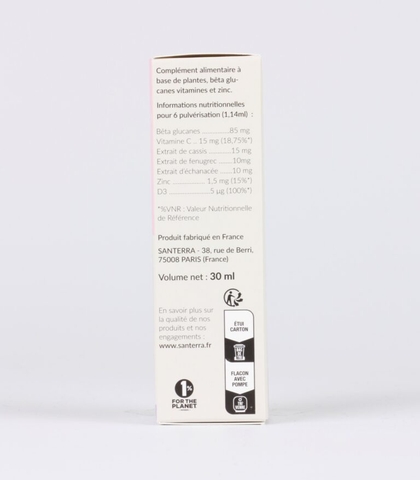 Complément alimentaire à
base de plantes, bêta glu-
canes vitamines et zinc.
Informations nutritionnelles
pour 6 pulvérisation (1,14ml) :
Bêta glucanes ............85 mg
Vitamine C .. 15 mg (18,75%*)
Extrait de cassis ........15 mg
Extrait de fenugrec .....10mg
Extrait d'échanacée .....10 mg
Zinc ............. 1,5 mg (15%*)
D3 ................ 5 µg (100%*)
*%VNR : Valeur Nutritionnelle
de Référence
Produit fabriqué en France
SANTERRA - 38, rue de Berri,
75008 PARIS (France)
Volume net : 30 ml
En savoir plus sur
la qualité de nos
produits et nos
engagements :
www.santerra.fr
ÉTUI
CARTON
FLACON
AVEC
POMPE
1%
FOR THE
PLANET